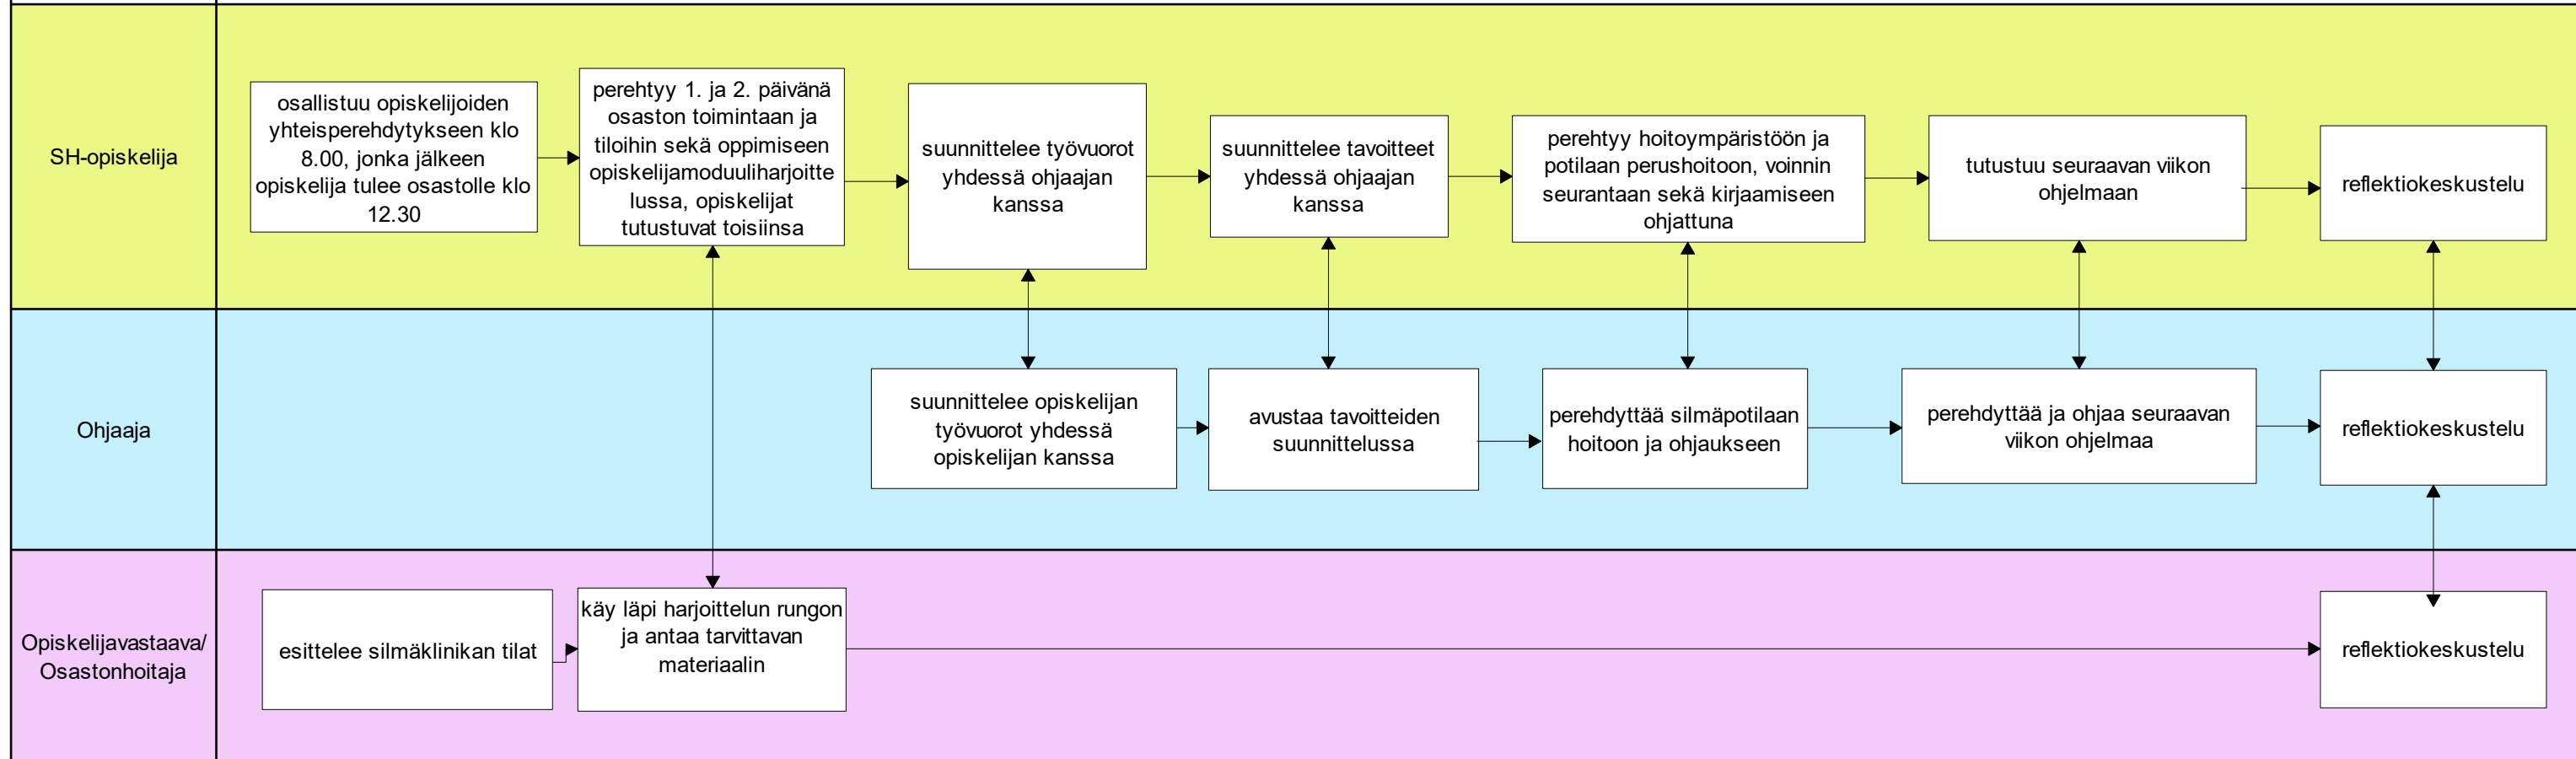 SH-opiskelija
osallistuu opiskelijoiden
yhteisperehdytykseen klo
8.00, jonka jälkeen
opiskelija tulee osastolle klo
12.30
perehtyy 1. ja 2. päivänä
osaston toimintaan ja
tiloihin sekä oppimiseen
opiskelijamoduuliharjoitte
lussa, opiskelijat
tutustuvat toisiinsa
suunnittelee työvuorot
yhdessä ohjaajan
kanssa
suunnittelee tavoitteet
yhdessä ohjaajan
kanssa
perehtyy hoitoympäristöön ja
potilaan perushoitoon, voinnin
seurantaan sekä kirjaamiseen
ohjattuna
tutustuu seuraavan viikon
ohjelmaan
reflektiokeskustelu
Ohjaaja
suunnittelee opiskelijan
työvuorot yhdessä
opiskelijan kanssa
avustaa tavoitteiden
suunnittelussa
perehdyttää silmäpotilaan
hoitoon ja ohjaukseen
perehdyttää ja ohjaa seuraavan
viikon ohjelmaa
reflektiokeskustelu
Opiskelijavastaava/
Osastonhoitaja
esittelee silmäklinikan tilat
käy läpi harjoittelun rungon
ja antaa tarvittavan
materiaalin
reflektiokeskustelu